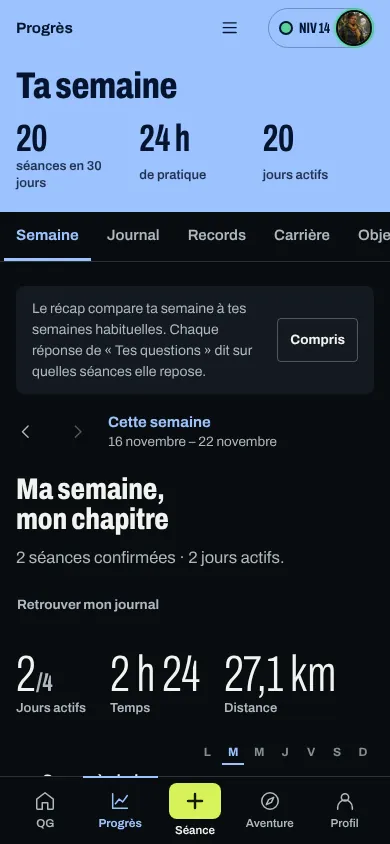 Progrès
NIV 14
Ta semaine
20
séances en 30
jours
24 h
de pratique
20
jours actifs
Semaine Journal Records Carrière Obje
Le récap compare ta semaine à tes
semaines habituelles. Chaque
réponse de « Tes questions » dit sur
quelles séances elle repose.
Compris
Cette semaine
16 novembre – 22 novembre
Ma semaine,
mon chapitre
2 séances confirmées · 2 jours actifs.
Retrouver mon journal
2/4
Jours actifs
2 h 24
Temps
27,1 km
Distance
L M M J V S D
QG
Progrès
Séance
Aventure
Profil